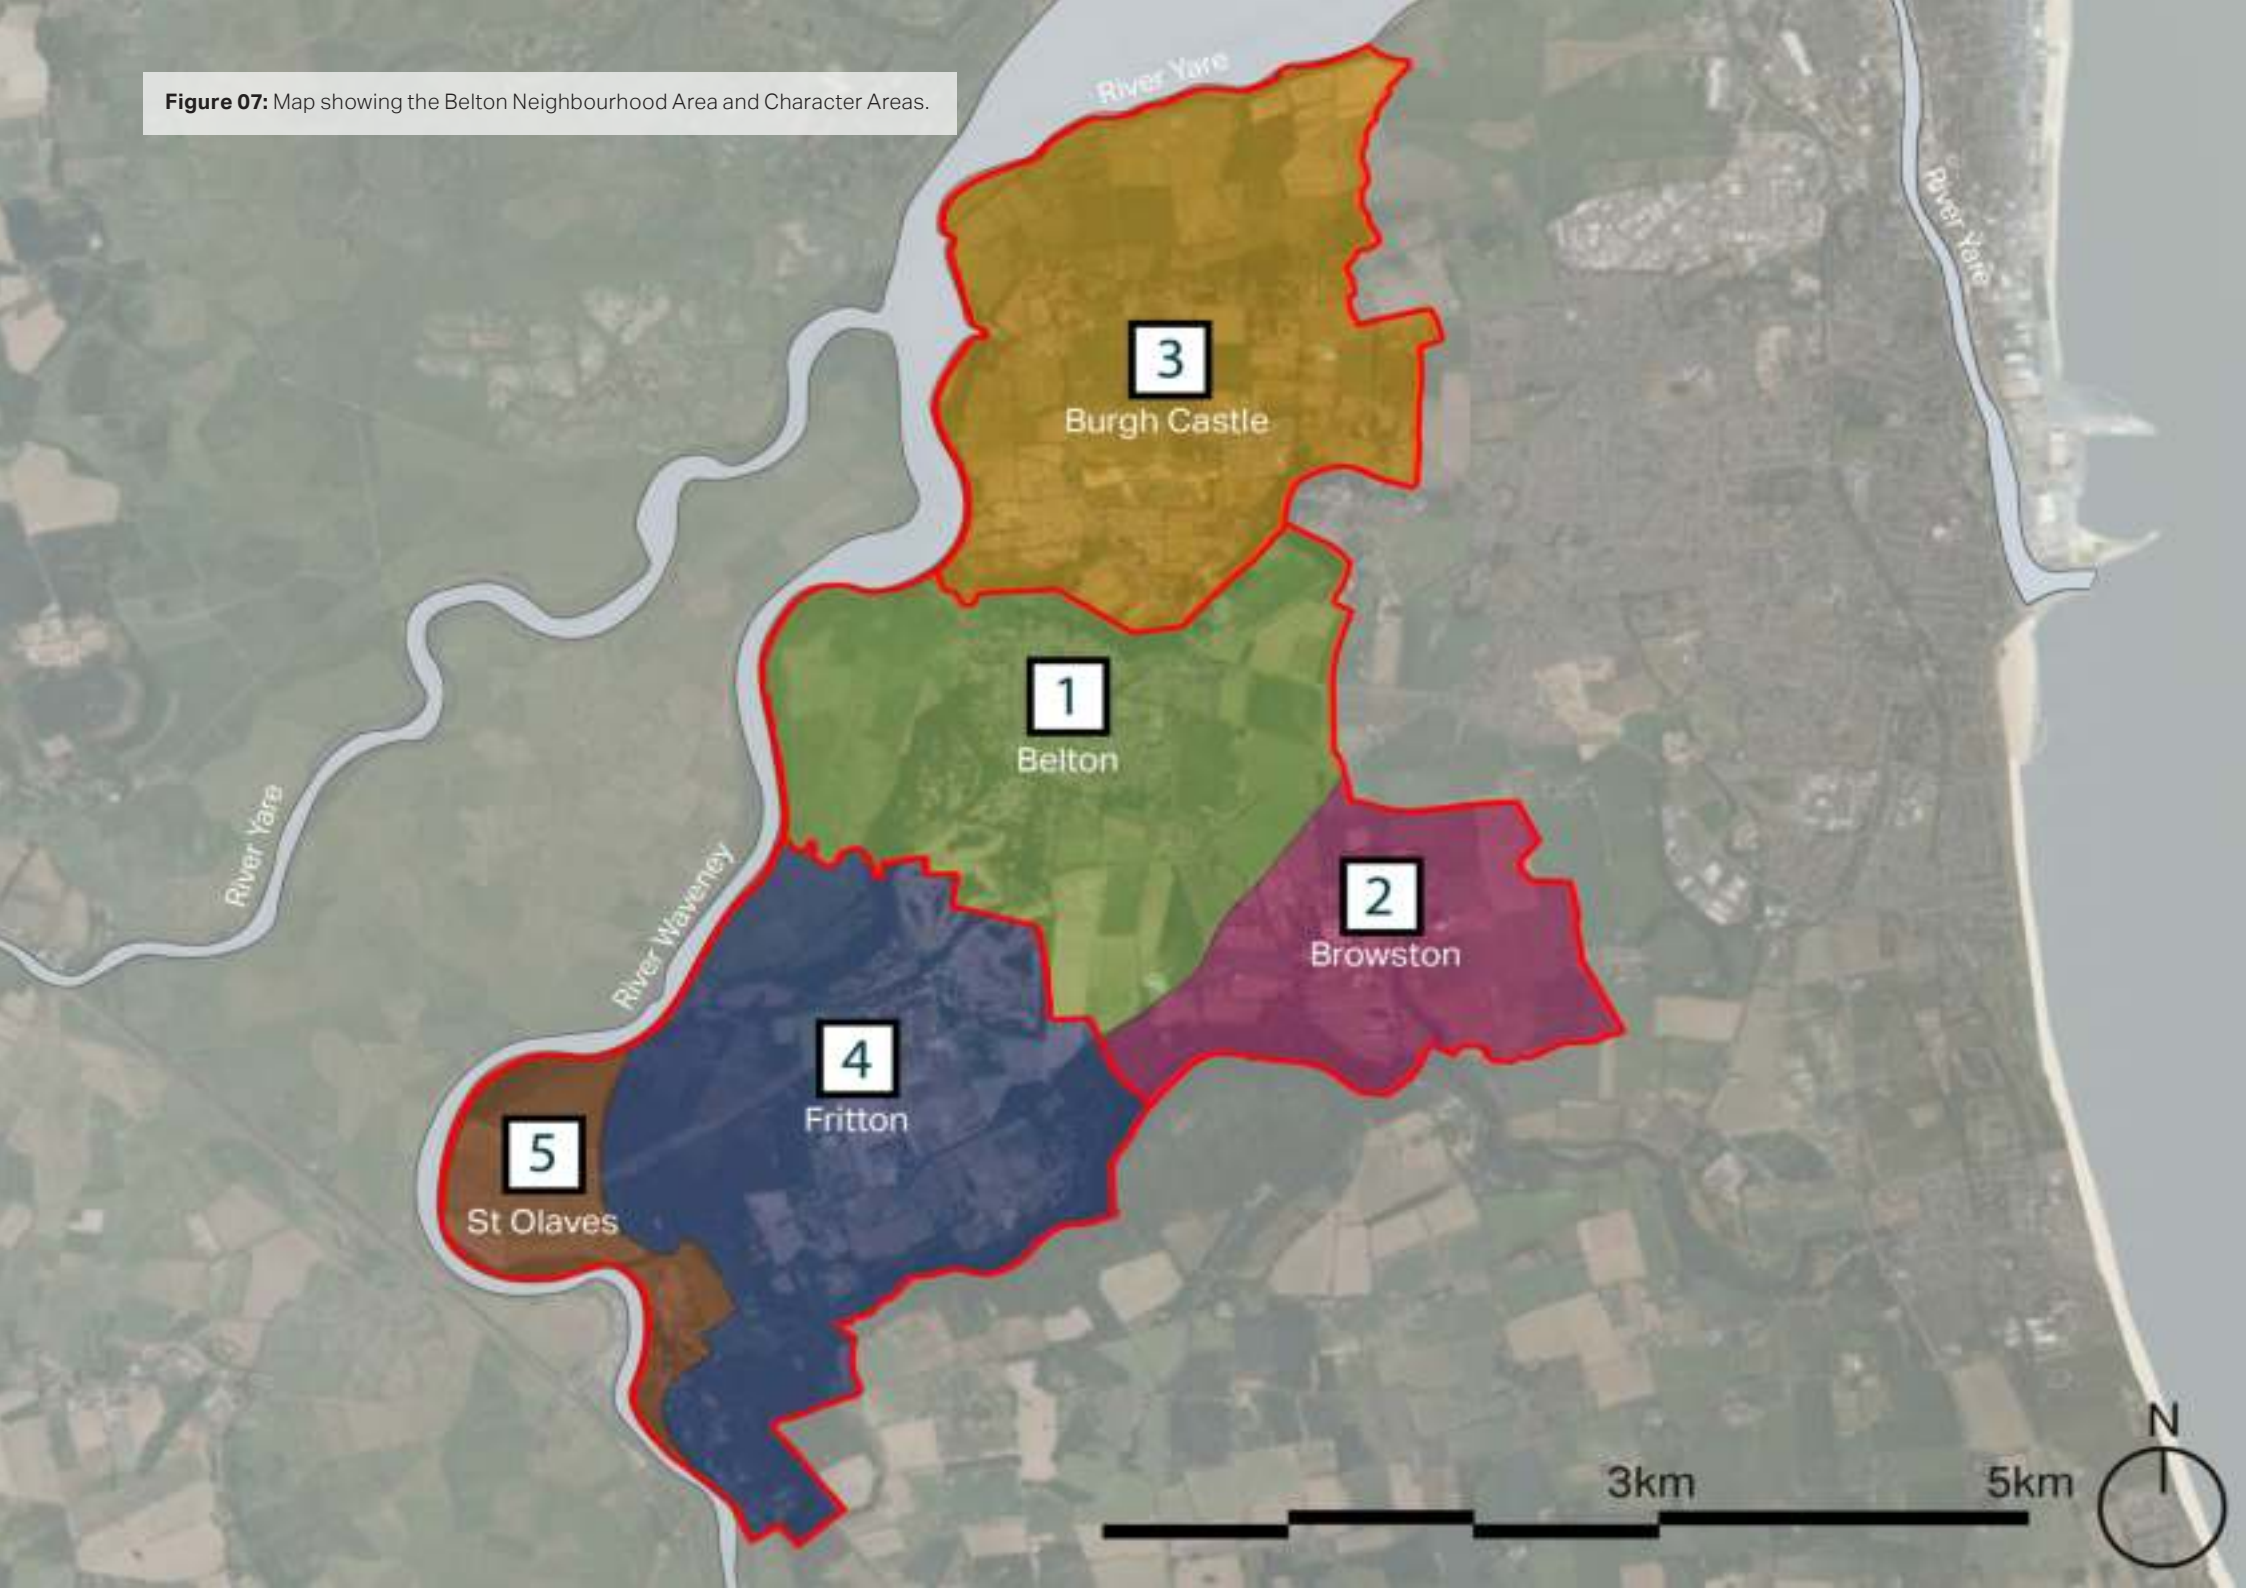 Figure 07: Map showing the Belton Neighbourhood Area and Character Areas.
River Yare
River Yare
3
Burgh Castle
1
Belton
River Yare
River Waveney
2
Browston
4
Fritton
5
St Olaves
N
3km
5km